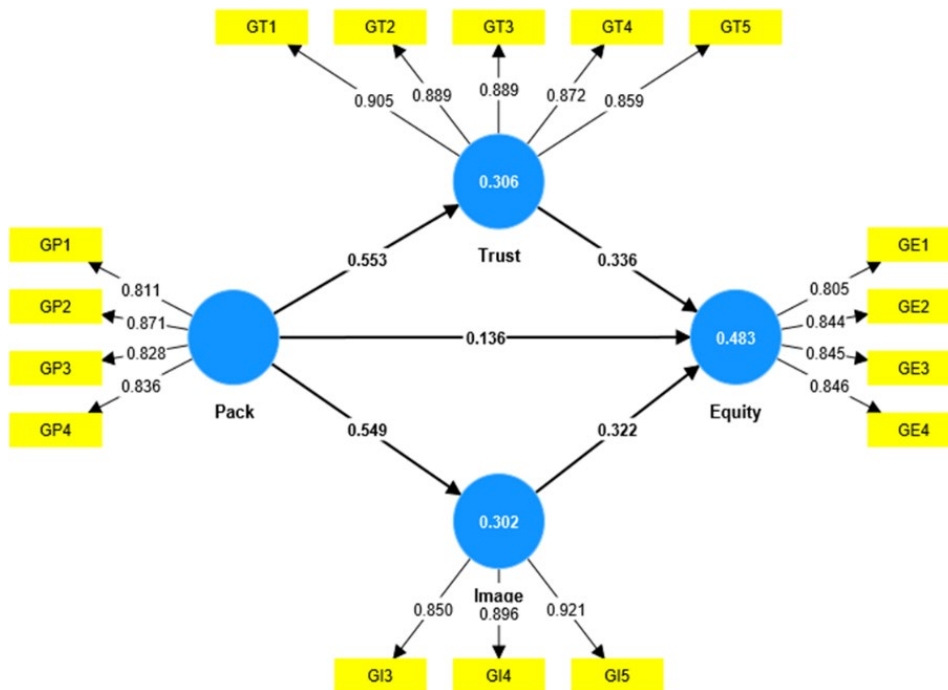 GT1 GT2 GT3 GT4 GT5
0.905 0.889 0.889 0.872 0.859
0.306
Trust
GP1
GP2
GP3
GP4
0.811
0.871
0.828
0.836
Pack
0.553
0.336
0.136
0.549
0.322
0.483
Equity
GE1
GE2
GE3
GE4
0.805
0.844
0.845
0.846
0.302
Image
0.850 0.896 0.921
GI3 GI4 GI5